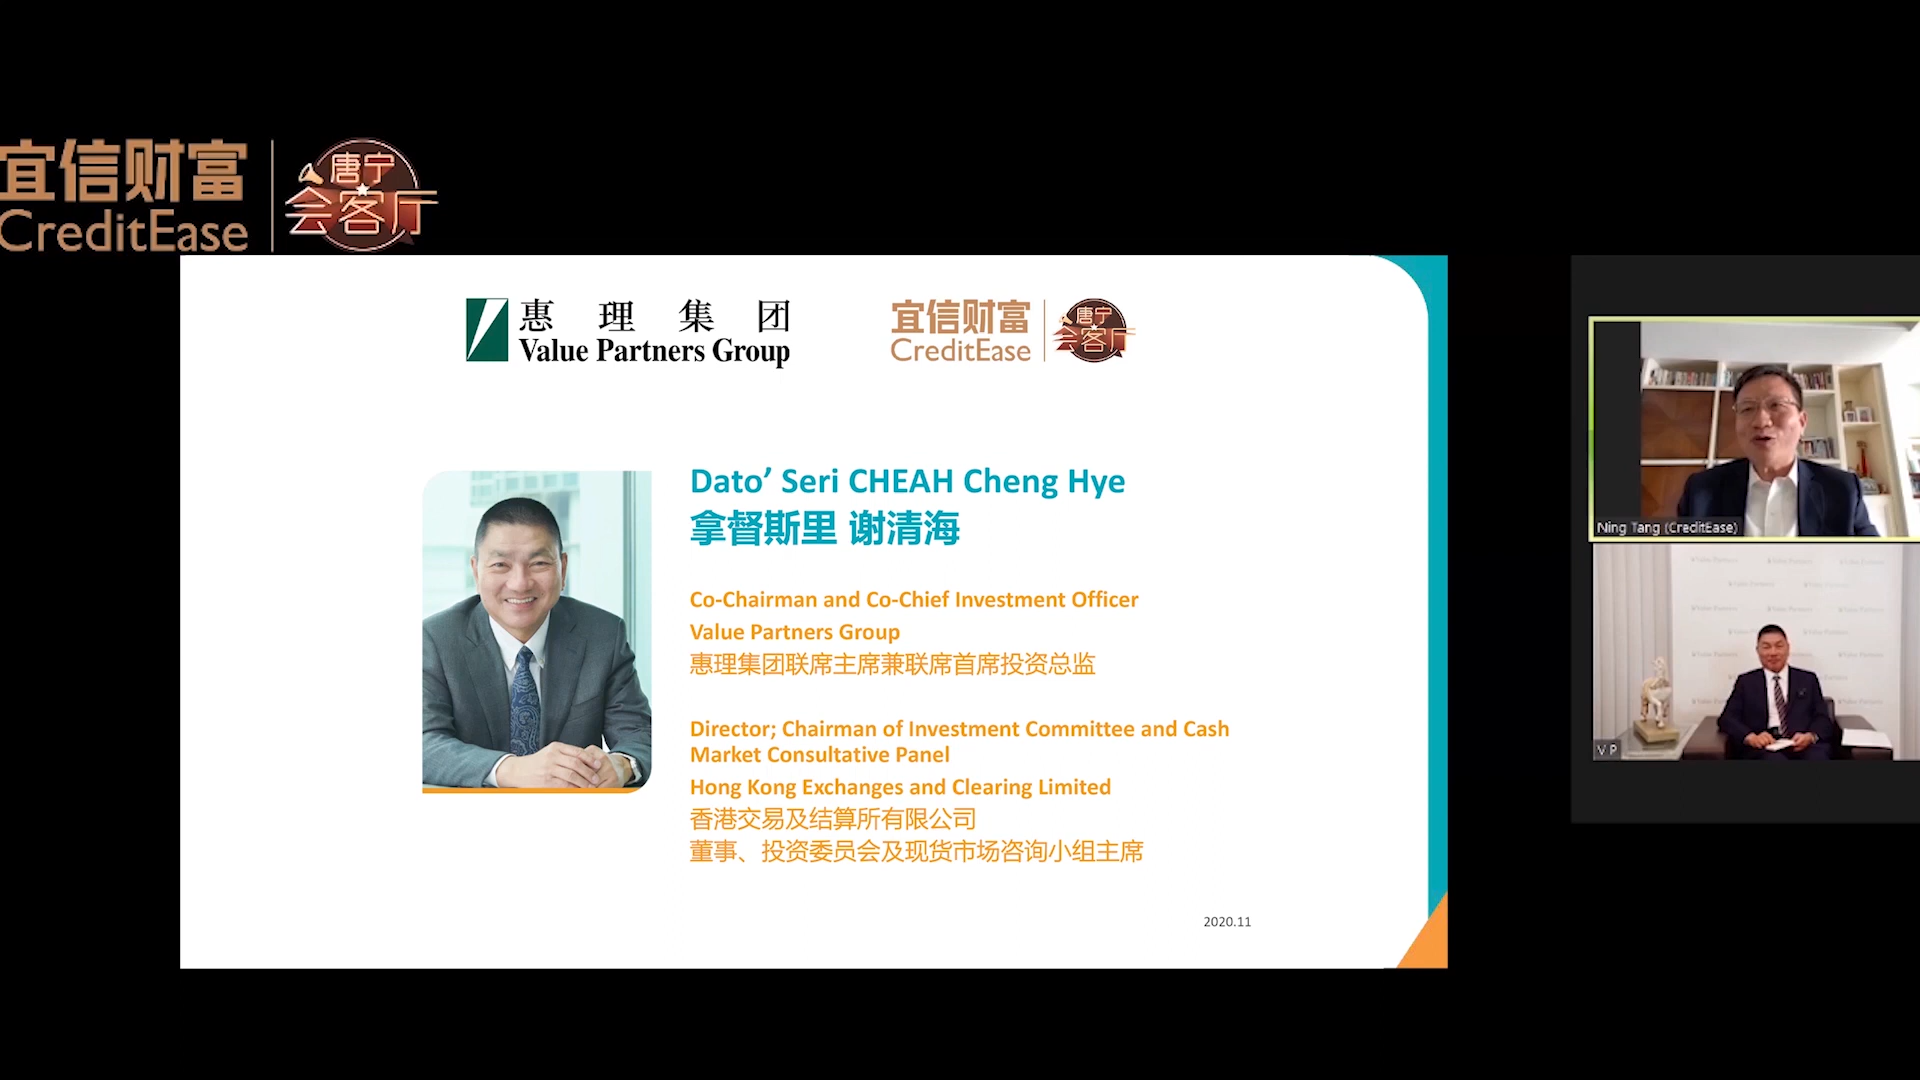 宜信财富
CreditEase
唐宁
会客厅
惠理集团
Value Partners Group
宜信财富
CreditEase
唐宁
会客厅
Dato’ Seri CHEAH Cheng Hye
拿督斯里 谢清海
Co-Chairman and Co-Chief Investment Officer
Value Partners Group
惠理集团联席主席兼联席首席投资总监
Director; Chairman of Investment Committee and Cash
Market Consultative Panel
Hong Kong Exchanges and Clearing Limited
香港交易及结算所有限公司
董事、投资委员会及现货市场咨询小组主席
2020.11
Ning Tang (CreditEase)
V P